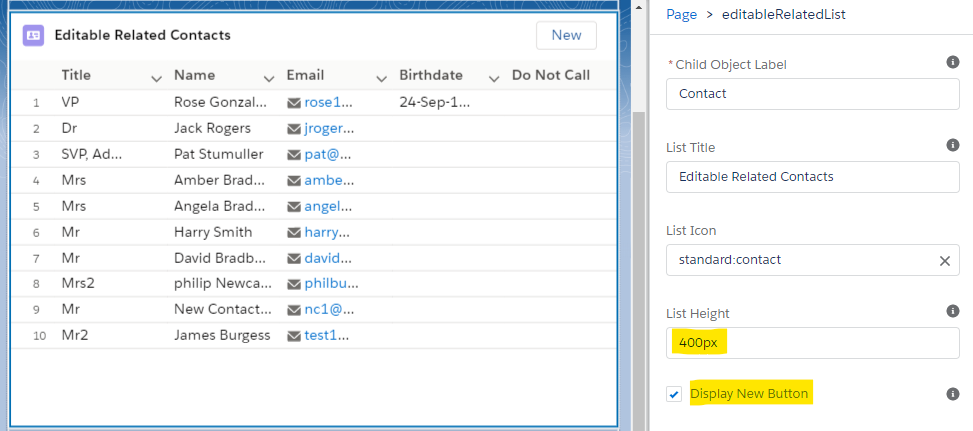 Editable Related Contacts New
Title Name Email Birthdate Do Not Call
1 VP Rose Gonzal... rose1... 24-Sep-1...
2 Dr Jack Rogers jroger...
3 SVP, Ad... Pat Stumuller pat@...
4 Mrs Amber Brad... ambe...
5 Mrs Angela Brad... angel...
6 Mr Harry Smith harry...
7 Mr David Bradb... david...
8 Mrs2 philip Newca... philbu...
9 Mr New Contact... nc1@...
10 Mr2 James Burgess test1...
Page > editableRelatedList
*Child Object Label
Contact
List Title
Editable Related Contacts
List Icon
standard:contact
List Height
400px
Display New Button